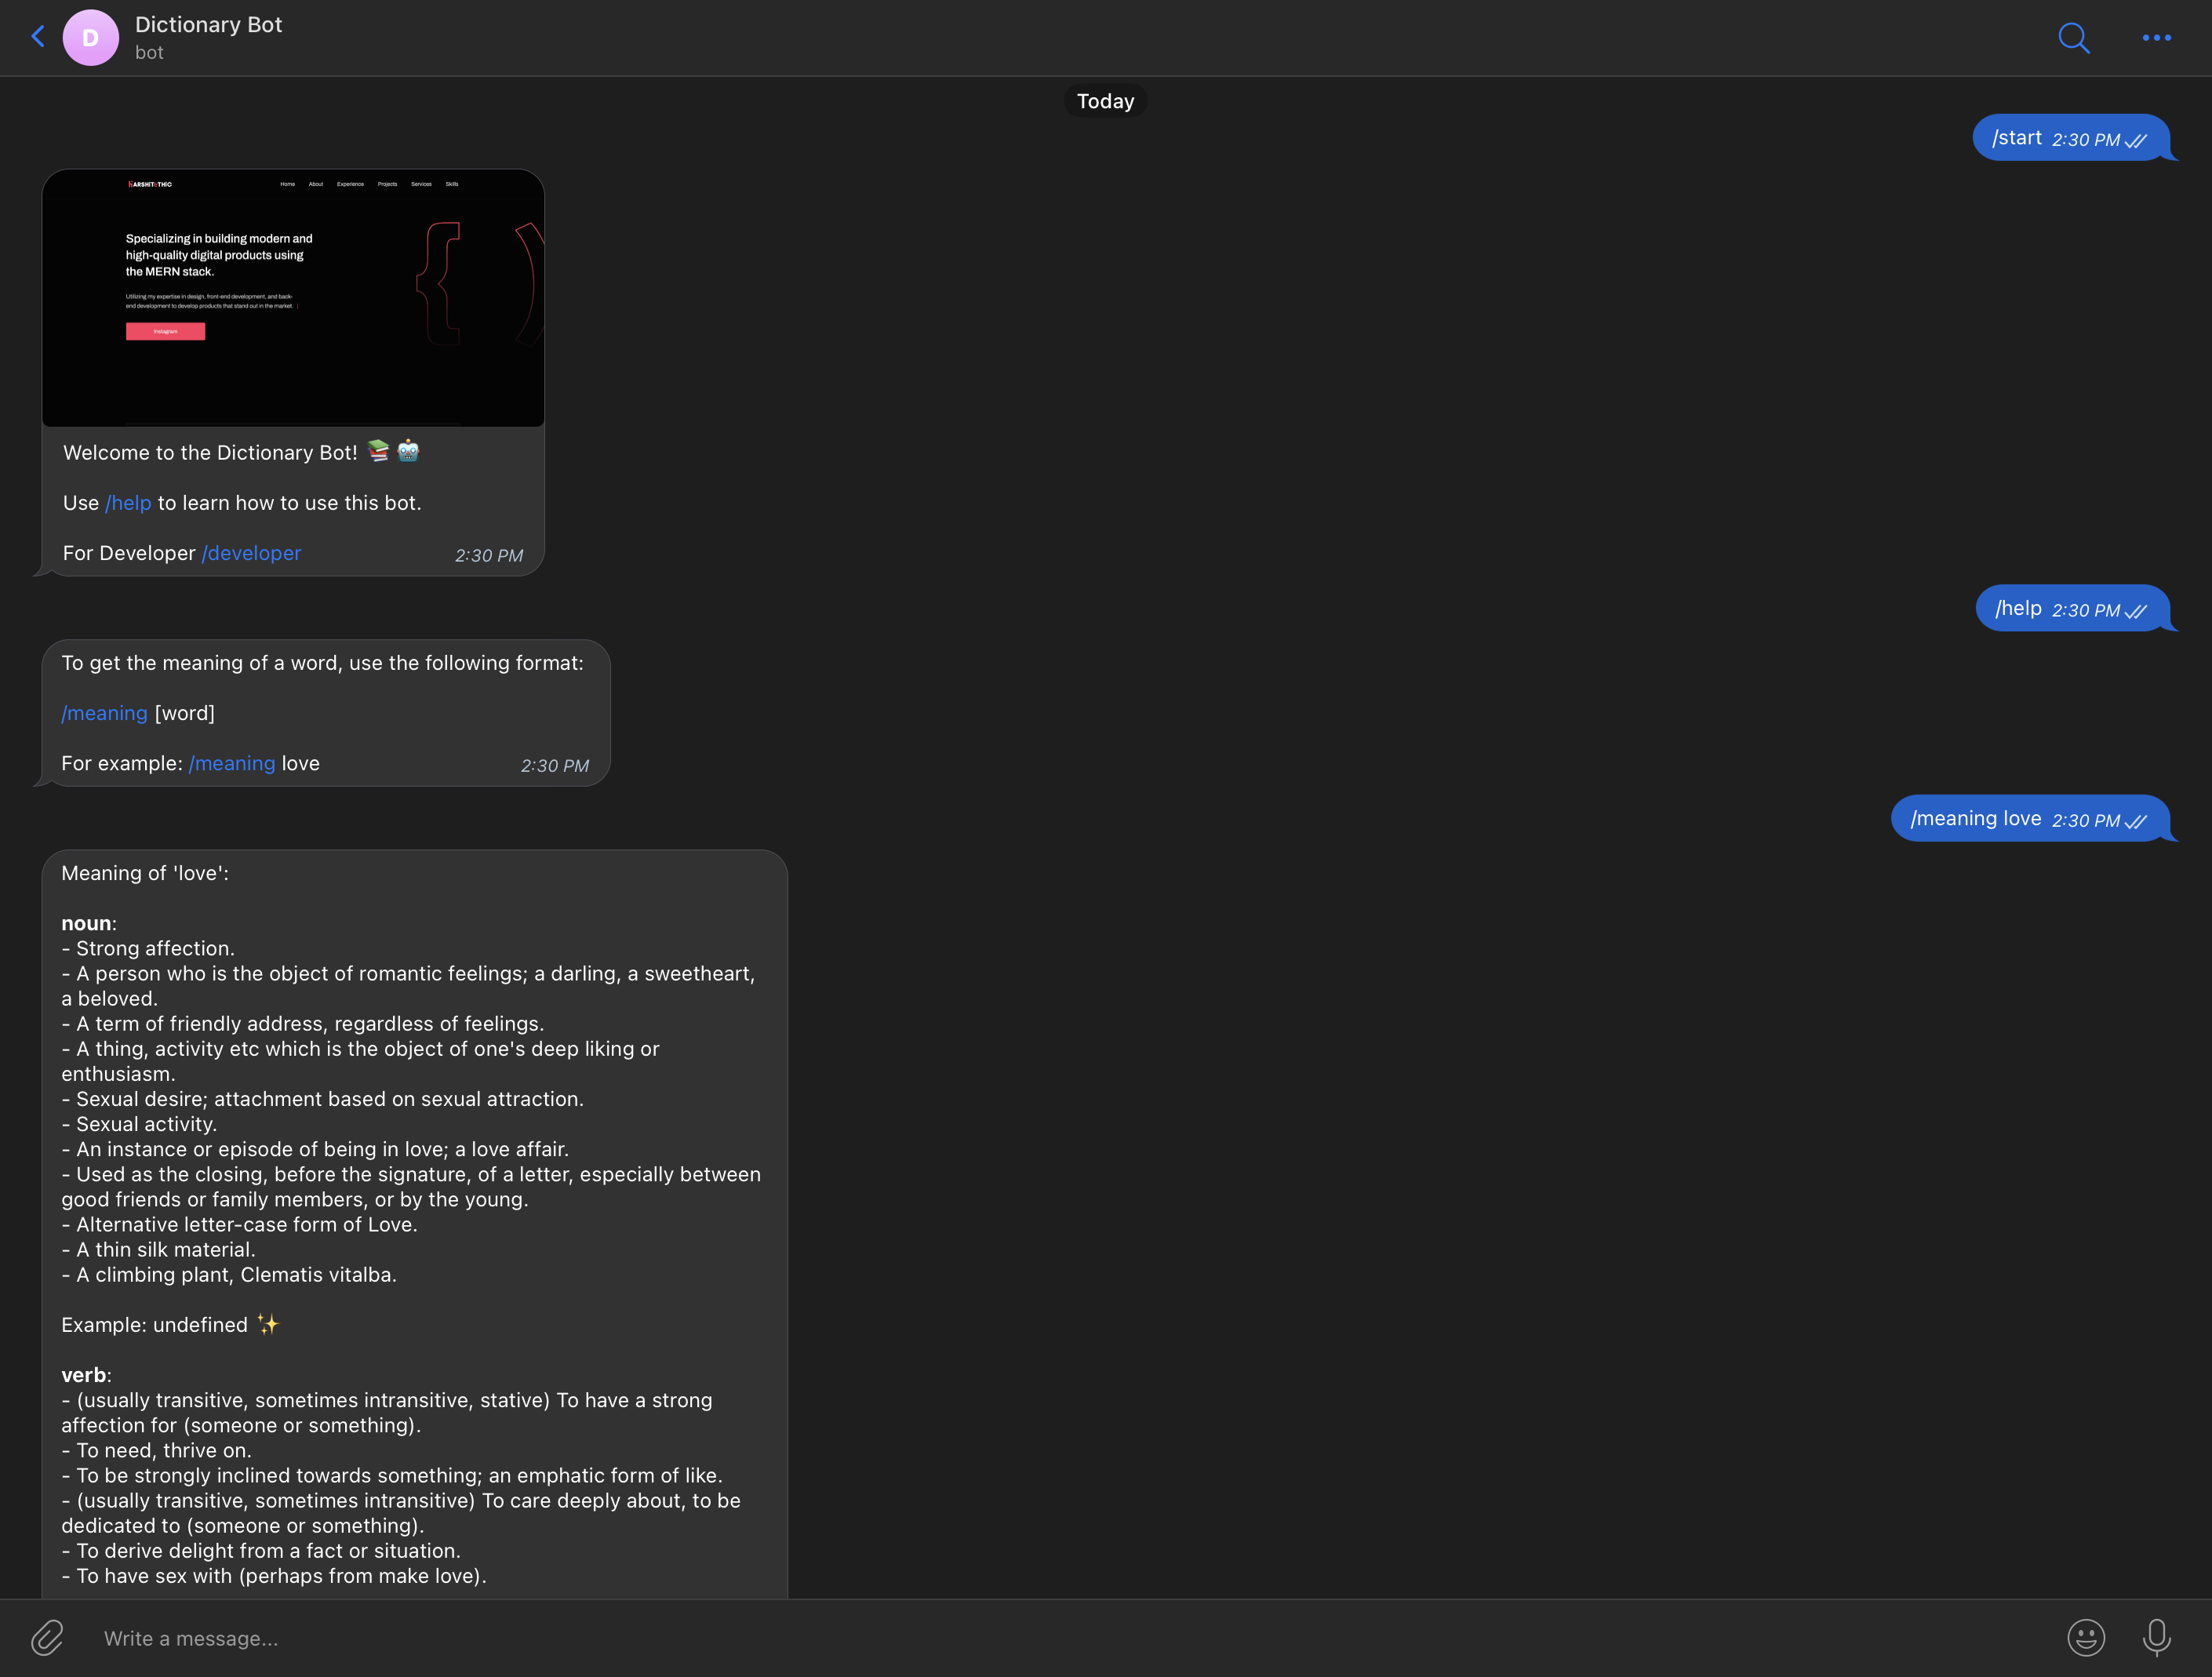 Dictionary Bot
bot
Today
/start 2:30 PM
HARSHITETHIC
Home About Experience Projects Services Skills
Specializing in building modern and
high-quality digital products using
the MERN stack.
Utilizing my expertise in design, front-end development, and back-
end development to develop products that stand out in the market. |
Instagram
Welcome to the Dictionary Bot! 📚 🤖
Use /help to learn how to use this bot.
For Developer /developer 2:30 PM
/help 2:30 PM
To get the meaning of a word, use the following format:
/meaning [word]
For example: /meaning love 2:30 PM
/meaning love 2:30 PM
Meaning of 'love':
noun:
- Strong affection.
- A person who is the object of romantic feelings; a darling, a sweetheart,
a beloved.
- A term of friendly address, regardless of feelings.
- A thing, activity etc which is the object of one's deep liking or
enthusiasm.
- Sexual desire; attachment based on sexual attraction.
- Sexual activity.
- An instance or episode of being in love; a love affair.
- Used as the closing, before the signature, of a letter, especially between
good friends or family members, or by the young.
- Alternative letter-case form of Love.
- A thin silk material.
- A climbing plant, Clematis vitalba.
Example: undefined ✨
verb:
- (usually transitive, sometimes intransitive, stative) To have a strong
affection for (someone or something).
- To need, thrive on.
- To be strongly inclined towards something; an emphatic form of like.
- (usually transitive, sometimes intransitive) To care deeply about, to be
dedicated to (someone or something).
- To derive delight from a fact or situation.
- To have sex with (perhaps from make love).
Write a message...